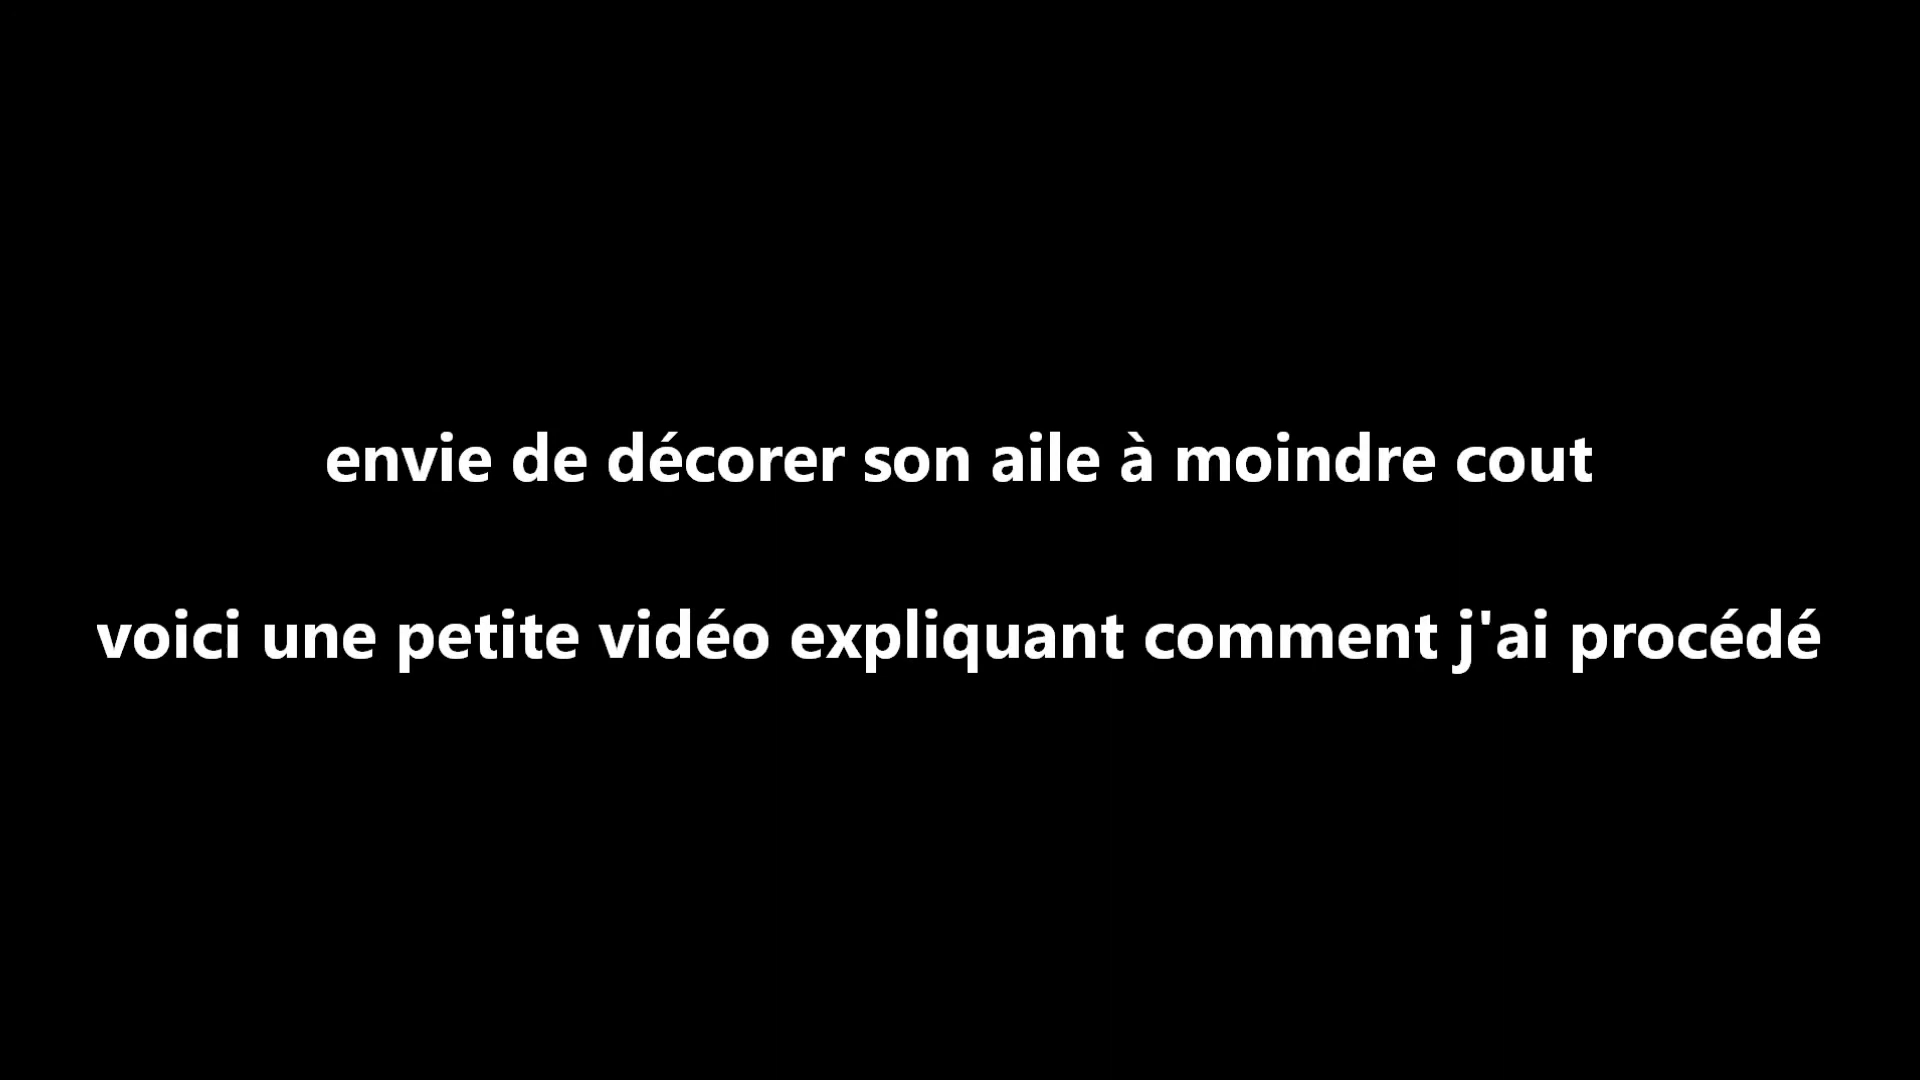 envie de décorer son aile à moindre cout
voici une petite vidéo expliquant comment j'ai procédé